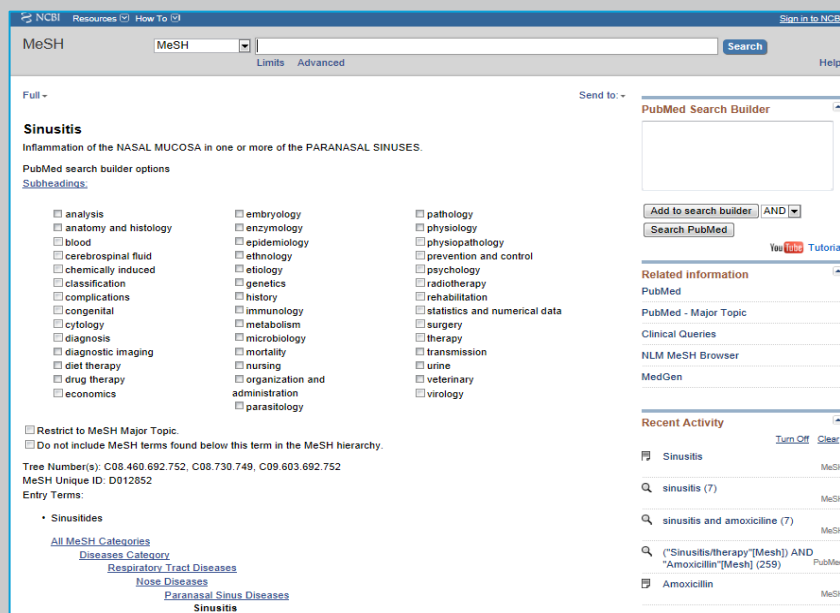 NCBI Resources How To Sign in to NCB
MeSH MeSH Search
Limits Advanced
Help
Full Send to:
Sinusitis
Inflammation of the NASAL MUCOSA in one or more of the PARANASAL SINUSES.
PubMed search builder options
Subheadings:
analysis
anatomy and histology
blood
cerebrospinal fluid
chemically induced
classification
complications
congenital
cytology
diagnosis
diagnostic imaging
diet therapy
drug therapy
economics
embryology
enzymology
epidemiology
ethnology
etiology
genetics
history
immunology
metabolism
microbiology
mortality
nursing
organization and
administration
parasitology
pathology
physiology
physiopathology
prevention and control
psychology
radiotherapy
rehabilitation
statistics and numerical data
surgery
therapy
transmission
urine
veterinary
virology
Restrict to MeSH Major Topic.
Do not include MeSH terms found below this term in the MeSH hierarchy.
Tree Number(s): C08.460.692.752, C08.730.749, C09.603.692.752
MeSH Unique ID: D012852
Entry Terms:
• Sinusitides
All MeSH Categories
Diseases Category
Respiratory Tract Diseases
Nose Diseases
Paranasal Sinus Diseases
Sinusitis
PubMed Search Builder
Add to search builder AND
Search PubMed
YouTube Tutoria
Related information
PubMed
PubMed - Major Topic
Clinical Queries
NLM MeSH Browser
MedGen
Recent Activity
Turn Off Clear
Sinusitis
MeSH
sinusitis (7)
MeSH
sinusitis and amoxiciline (7)
MeSH
("Sinusitis/therapy"[Mesh]) AND
"Amoxicillin"[Mesh] (259) PubMed
Amoxicillin
MeSH